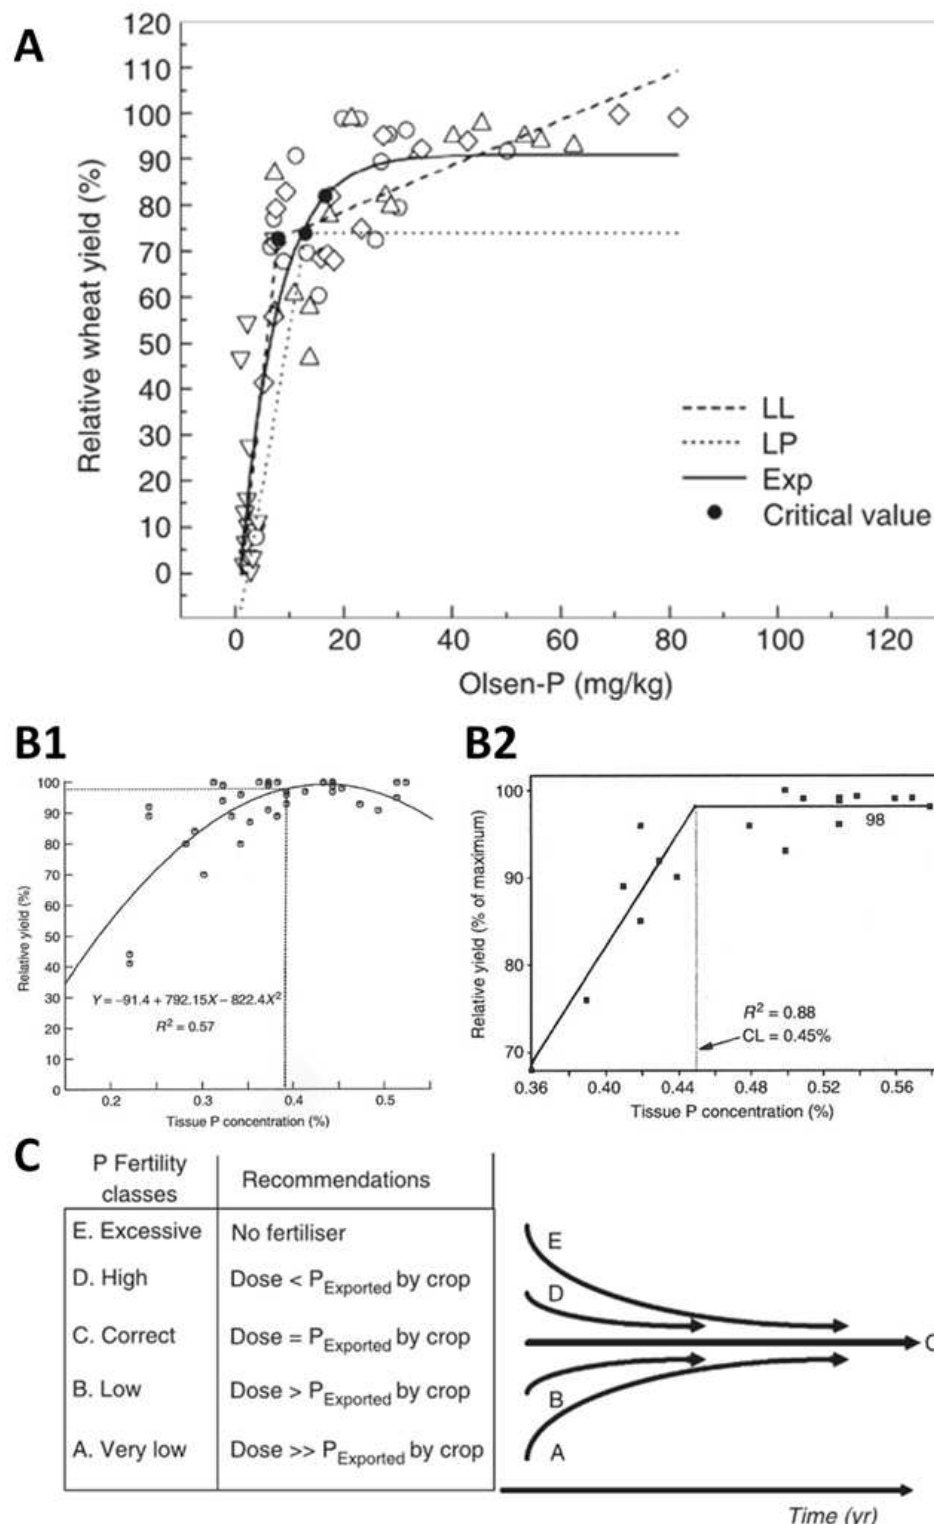 A
120
110
100
90
80
70
60
50
40
30
20
10
0
Relative wheat yield (%)
LL
LP
Exp
Critical value
0 20 40 60 80 100 120
Olsen-P (mg/kg)
B1
100
90
80
70
60
50
40
30
20
10
0
Relative yield (%)
Y = −91.4 + 792.15X − 822.4X²
R² = 0.57
0.2 0.3 0.4 0.5
Tissue P concentration (%)
B2
100
90
80
70
Relative yield (% of maximum)
98
R² = 0.88
CL = 0.45%
0.36 0.40 0.44 0.48 0.52 0.56
Tissue P concentration (%)
C
P Fertility
classes
Recommendations
E. Excessive No fertiliser
D. High Dose < P Exported by crop
C. Correct Dose = P Exported by crop
B. Low Dose > P Exported by crop
A. Very low Dose >> P Exported by crop
E
D
C
B
A
Time (yr)